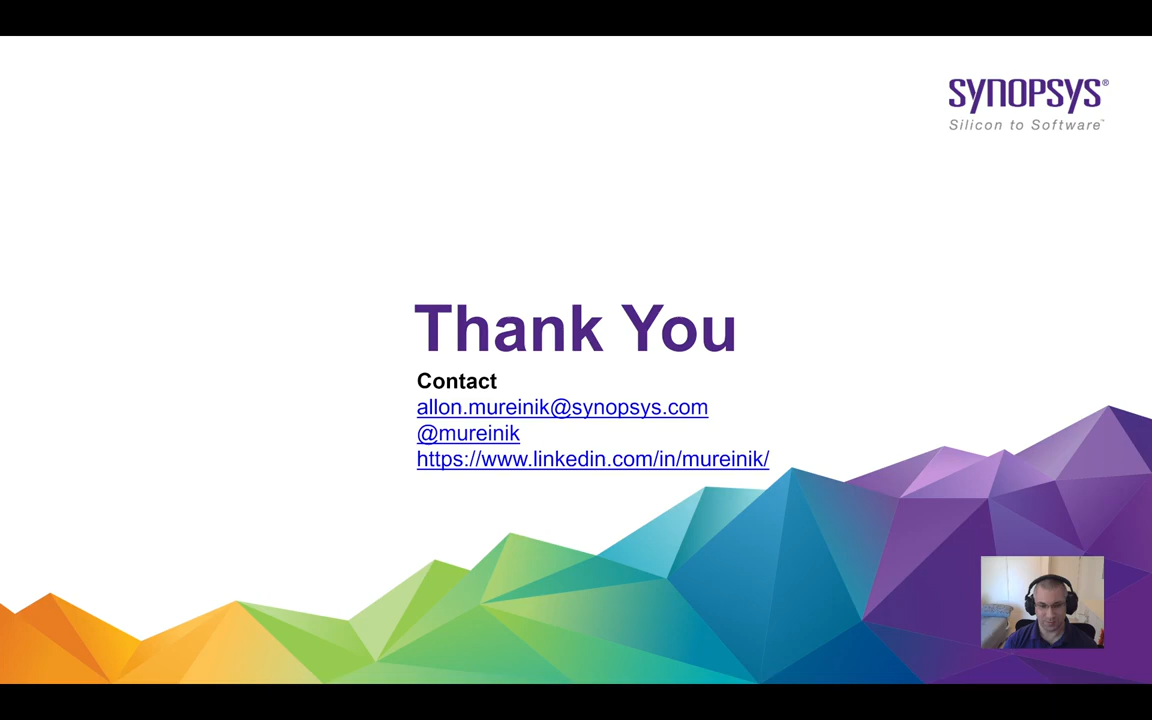 SYNOPSYS®
Silicon to Software™
Thank You
Contact
allon.mureinik@synopsys.com
@mureinik
https://www.linkedin.com/in/mureinik/